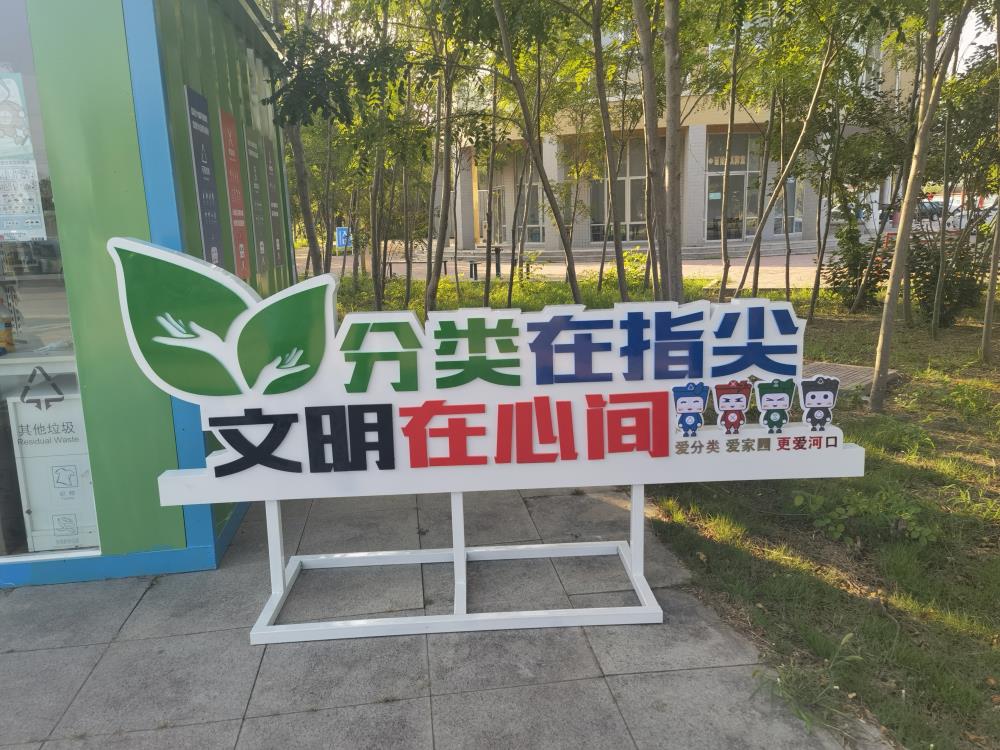 分类在指尖
文明在心间
爱分类 爱家园 更爱河口
其他垃圾
Residual Waste